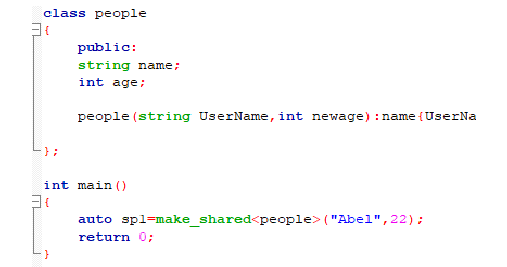 class people
{
public:
string name;
int age;
people(string UserName,int newage):name{UserNa
};
int main()
{
auto sp1=make_shared<people>("Abel",22);
return 0;
}